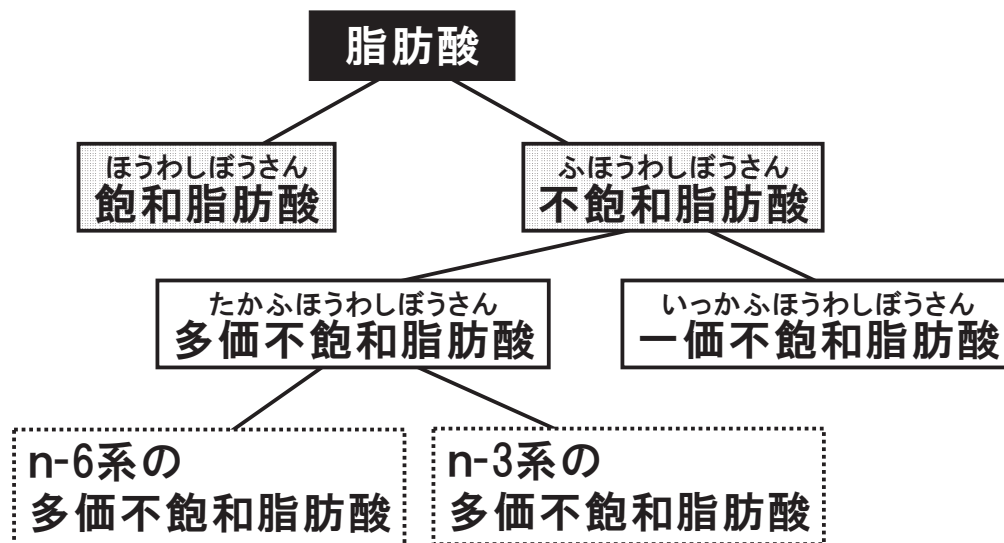 脂肪酸
ほうわしぼうさん
飽和脂肪酸
ふほうわしぼうさん
不飽和脂肪酸
たかふほうわしぼうさん
多価不飽和脂肪酸
いっかふほうわしぼうさん
一価不飽和脂肪酸
n-6系の
多価不飽和脂肪酸
n-3系の
多価不飽和脂肪酸